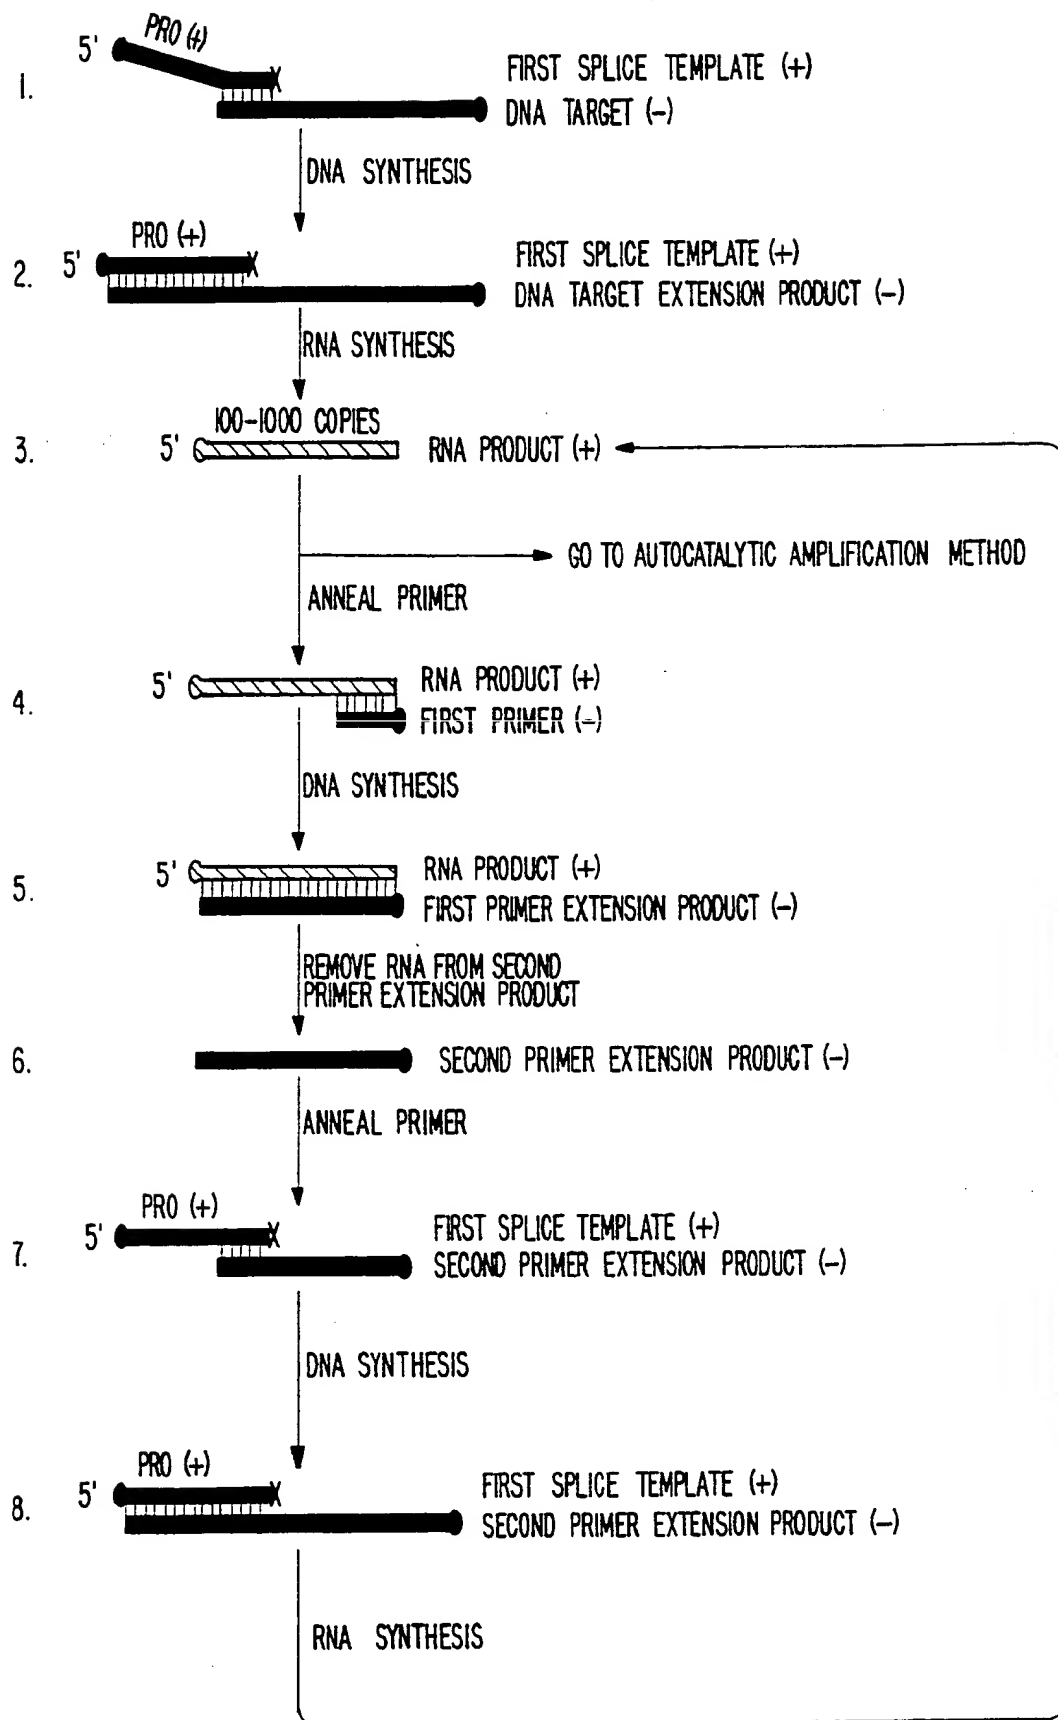 PRO (+)
5'
1.
FIRST SPLICE TEMPLATE (+)
DNA TARGET (-)
DNA SYNTHESIS
PRO (+)
2.
5'
FIRST SPLICE TEMPLATE (+)
DNA TARGET EXTENSION PRODUCT (-)
RNA SYNTHESIS
100-1000 COPIES
3.
5'
RNA PRODUCT (+)
GO TO AUTOCATALYTIC AMPLIFICATION METHOD
ANNEAL PRIMER
4.
5'
RNA PRODUCT (+)
FIRST PRIMER (-)
DNA SYNTHESIS
5.
5'
RNA PRODUCT (+)
FIRST PRIMER EXTENSION PRODUCT (-)
REMOVE RNA FROM SECOND
PRIMER EXTENSION PRODUCT
6.
SECOND PRIMER EXTENSION PRODUCT (-)
ANNEAL PRIMER
PRO (+)
7.
5'
FIRST SPLICE TEMPLATE (+)
SECOND PRIMER EXTENSION PRODUCT (-)
DNA SYNTHESIS
PRO (+)
8.
5'
FIRST SPLICE TEMPLATE (+)
SECOND PRIMER EXTENSION PRODUCT (-)
RNA SYNTHESIS